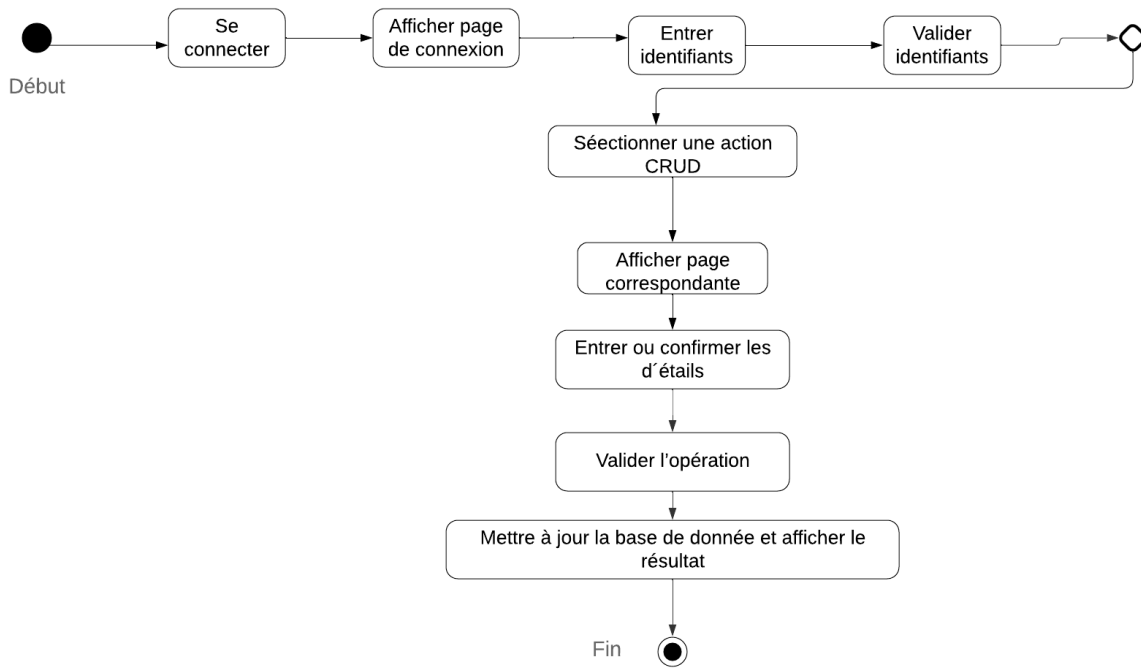 Se
connecter
Afficher page
de connexion
Entrer
identifiants
Valider
identifiants
Début
Séectionner une action
CRUD
Afficher page
correspondante
Entrer ou confirmer les
d´étails
Valider l’opération
Mettre à jour la base de donnée et afficher le
résultat
Fin